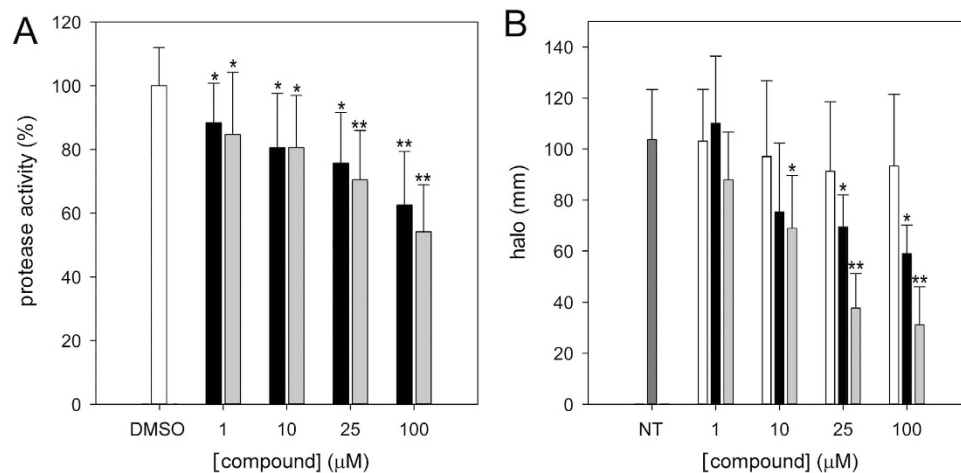 A
protease activity (%)
120
100
80
60
40
20
0
* * * * * ** ** **
DMSO 1 10 25 100
[compound] (μM)
B
halo (mm)
140
120
100
80
60
40
20
0
* * ** * **
NT 1 10 25 100
[compound] (μM)